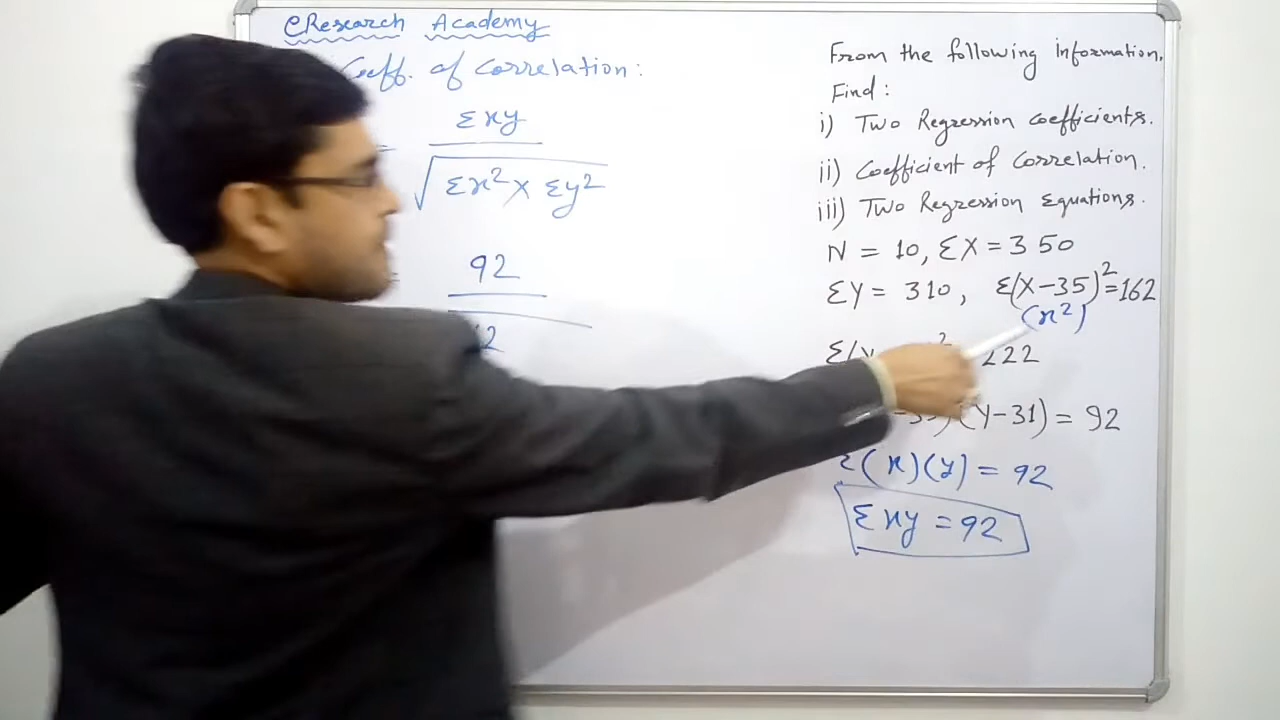 eResearch Academy
Coeff. of Correlation:
= Σxy
√Σx² × Σy²
= 92
2
From the following information,
Find:
i) Two Regression coefficients.
ii) Coefficient of Correlation.
iii) Two Regression Equations.
N = 10, ΣX = 350
ΣY = 310, Σ(X-35)²=162
(x²)
222
(Y-31) = 92
Σ(x)(y) = 92
Σxy = 92